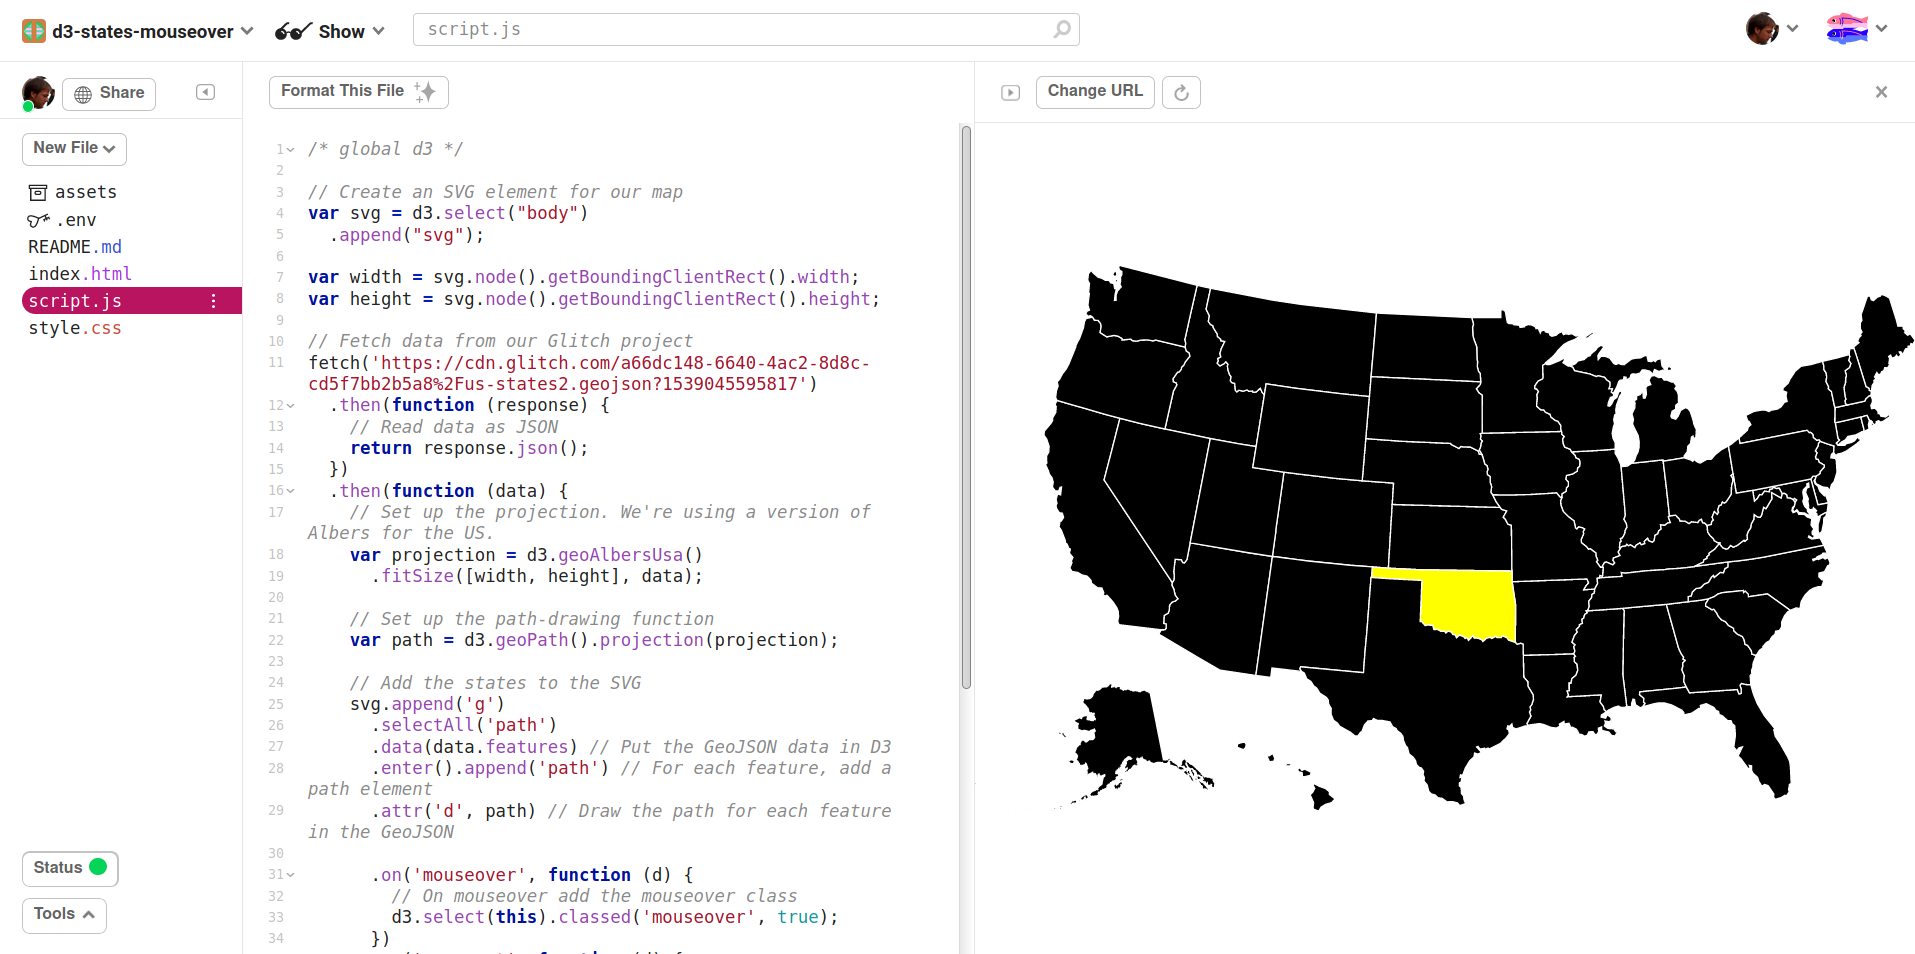 d3-states-mouseover
Show
script.js
Share
Format This File
Change URL
New File
assets
.env
README.md
index.html
script.js
style.css
Status
Tools
1 /* global d3 */
2
3 // Create an SVG element for our map
4 var svg = d3.select("body")
5 .append("svg");
6
7 var width = svg.node().getBoundingClientRect().width;
8 var height = svg.node().getBoundingClientRect().height;
9
10 // Fetch data from our Glitch project
11 fetch('https://cdn.glitch.com/a66dc148-6640-4ac2-8d8c-
cd5f7bb2b5a8%2Fus-states2.geojson?1539045595817')
12 .then(function (response) {
13 // Read data as JSON
14 return response.json();
15 })
16 .then(function (data) {
17 // Set up the projection. We're using a version of
Albers for the US.
18 var projection = d3.geoAlbersUsa()
19 .fitSize([width, height], data);
20
21 // Set up the path-drawing function
22 var path = d3.geoPath().projection(projection);
23
24 // Add the states to the SVG
25 svg.append('g')
26 .selectAll('path')
27 .data(data.features) // Put the GeoJSON data in D3
28 .enter().append('path') // For each feature, add a
path element
29 .attr('d', path) // Draw the path for each feature
in the GeoJSON
30
31 .on('mouseover', function (d) {
32 // On mouseover add the mouseover class
33 d3.select(this).classed('mouseover', true);
34 })